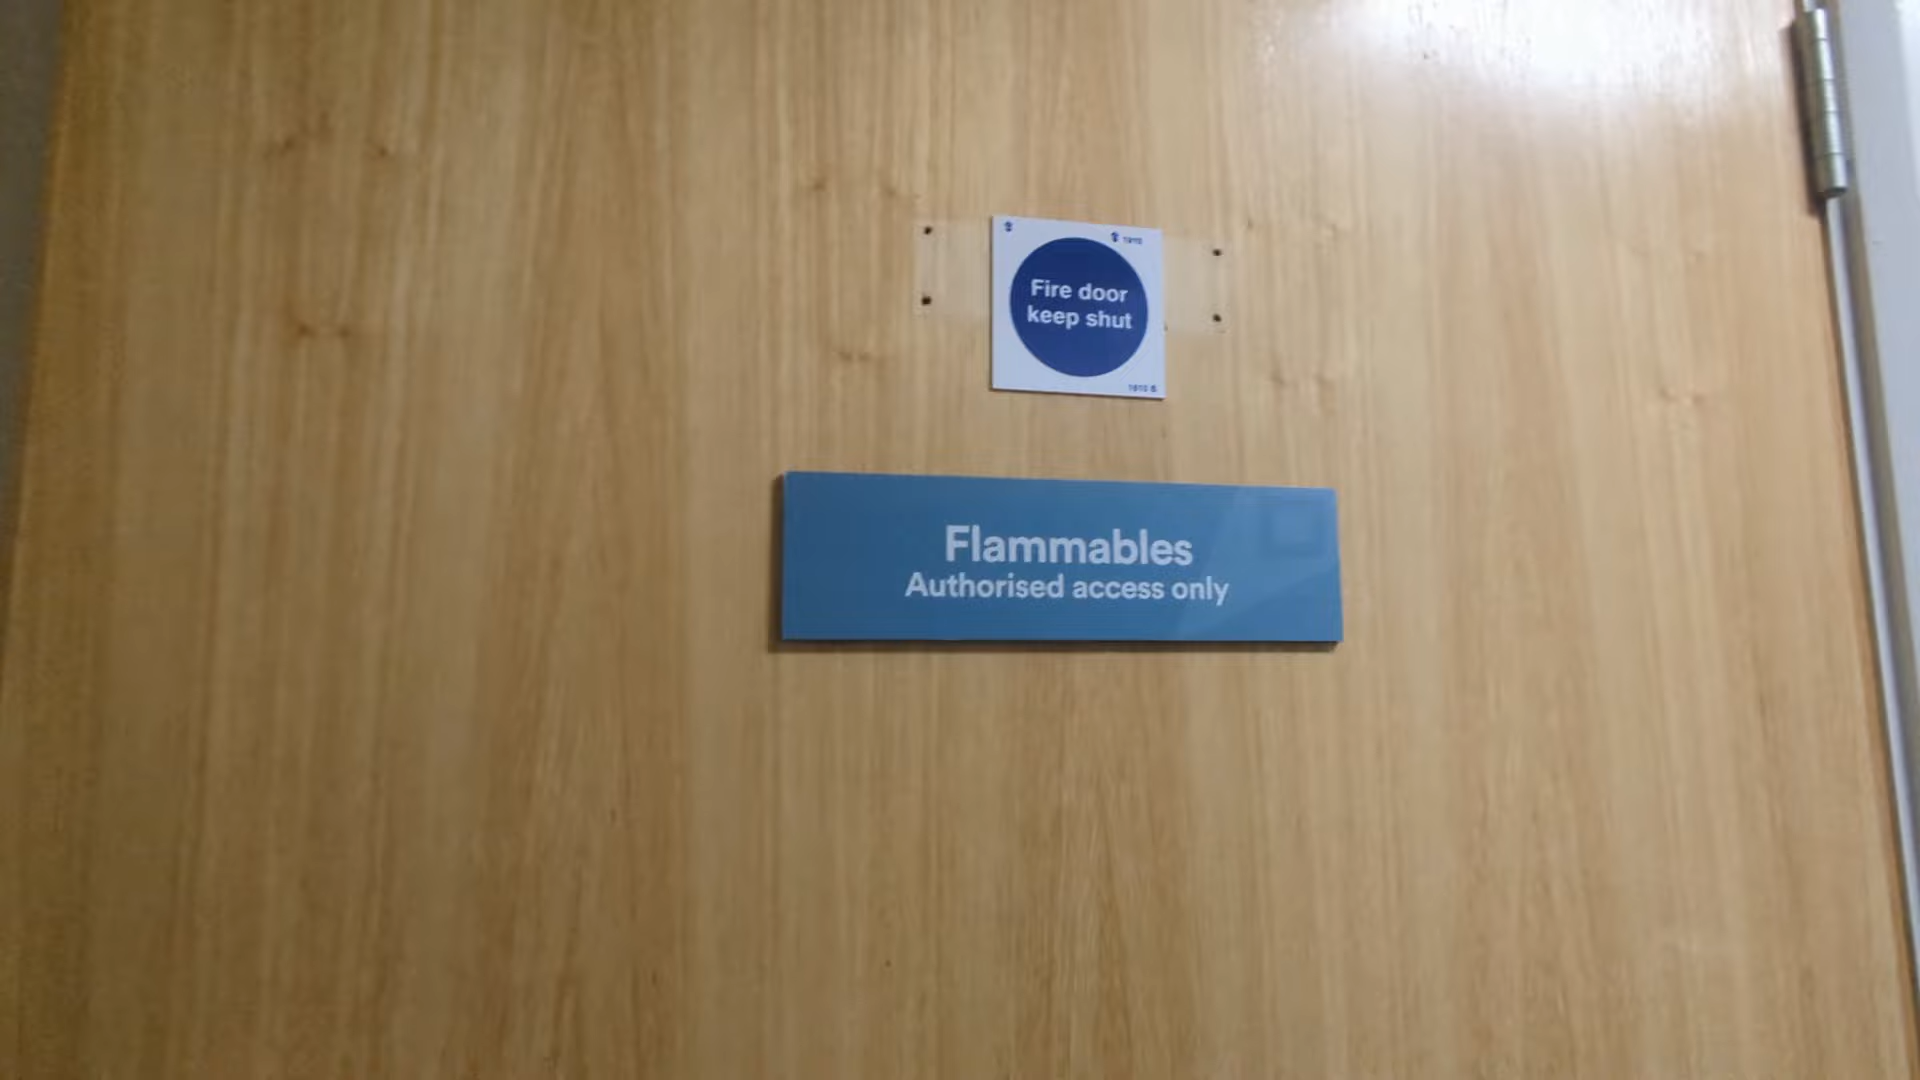 Fire door
keep shut
Flammables
Authorised access only